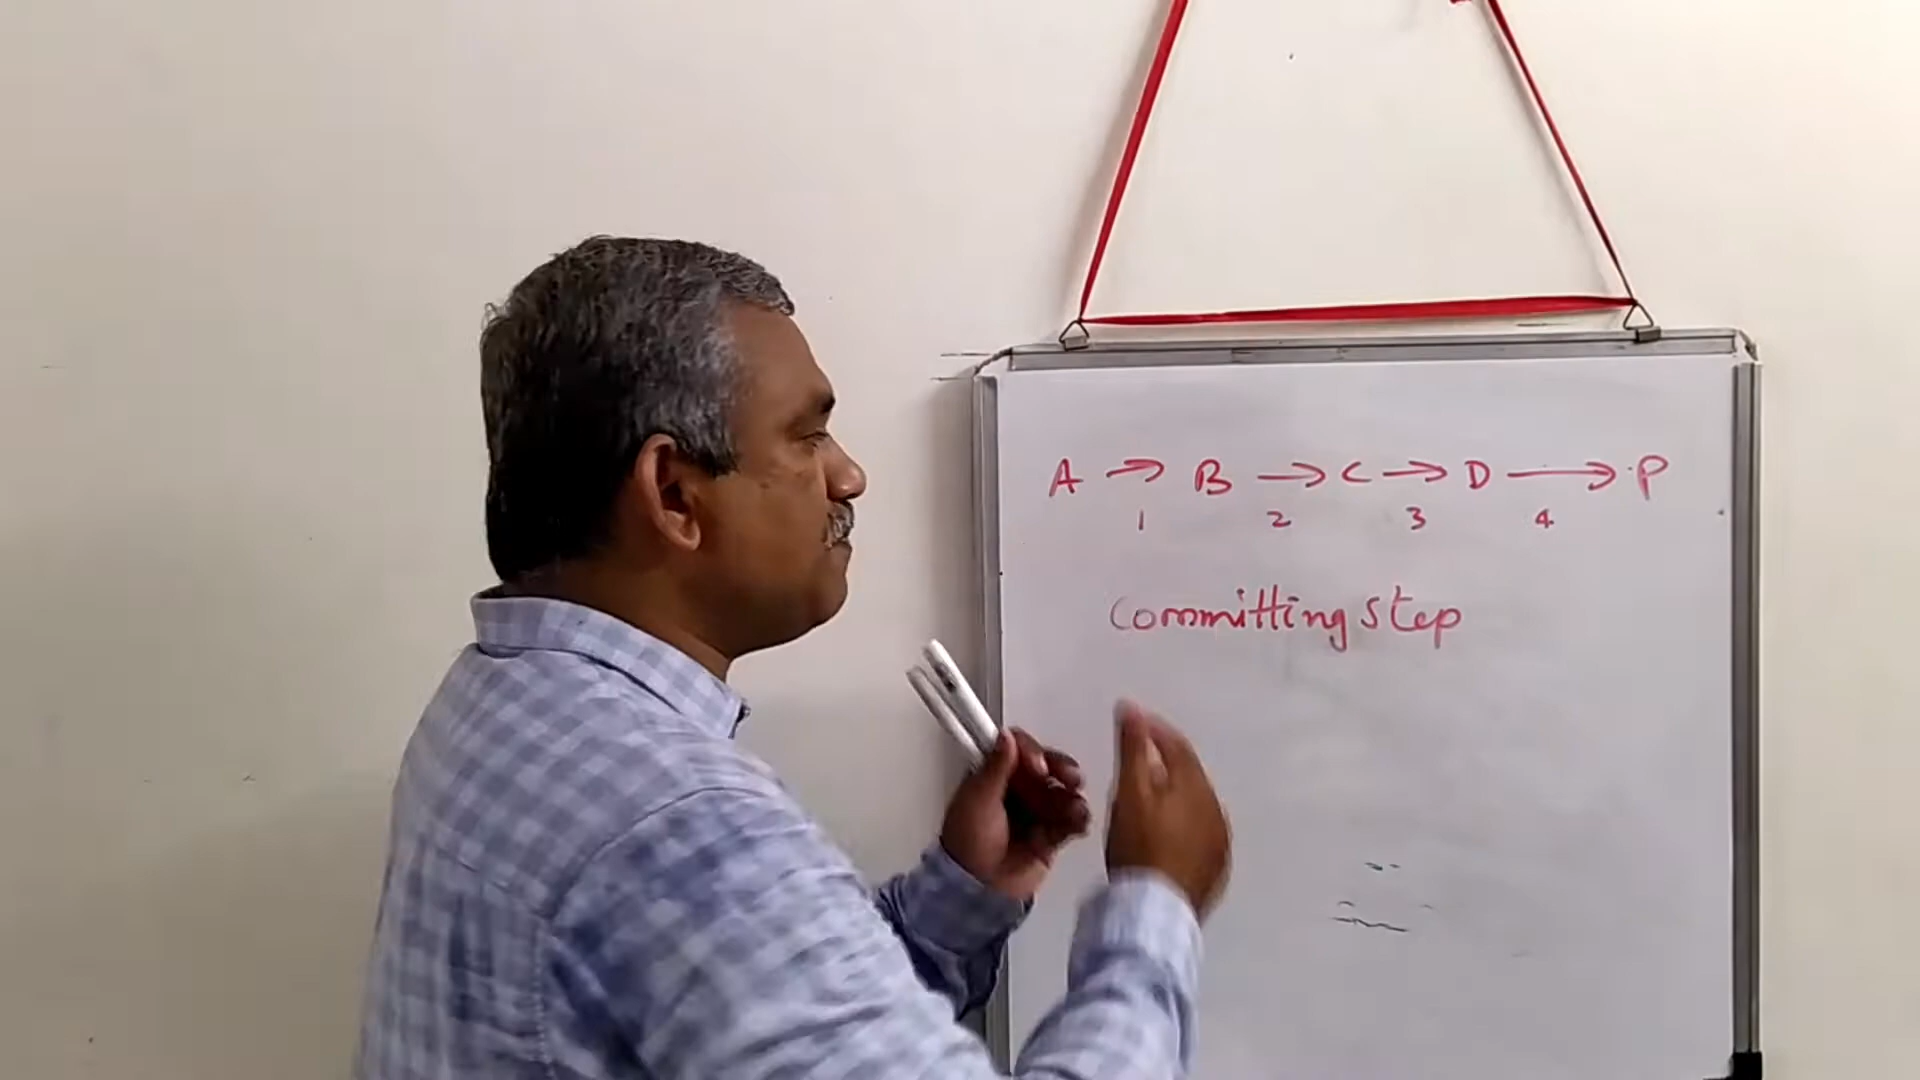 A → B → C → D → P
1 2 3 4
Committing step